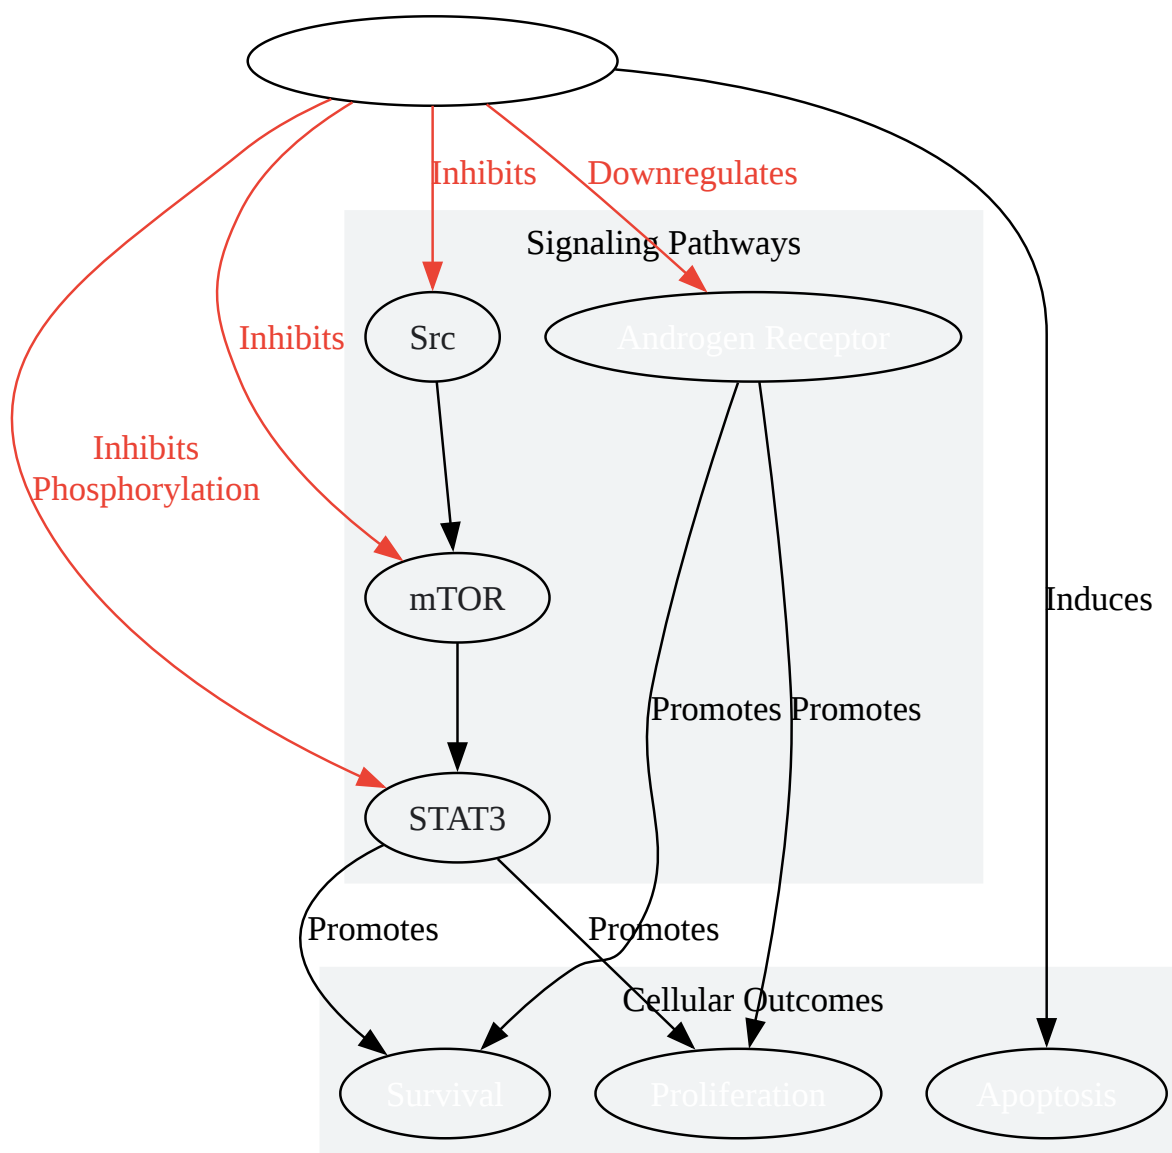 Inhibits
Downregulates
Signaling Pathways
Src
Androgen Receptor
Inhibits
Inhibits
Phosphorylation
mTOR
Induces
Promotes
Promotes
STAT3
Promotes
Promotes
Cellular Outcomes
Survival
Proliferation
Apoptosis